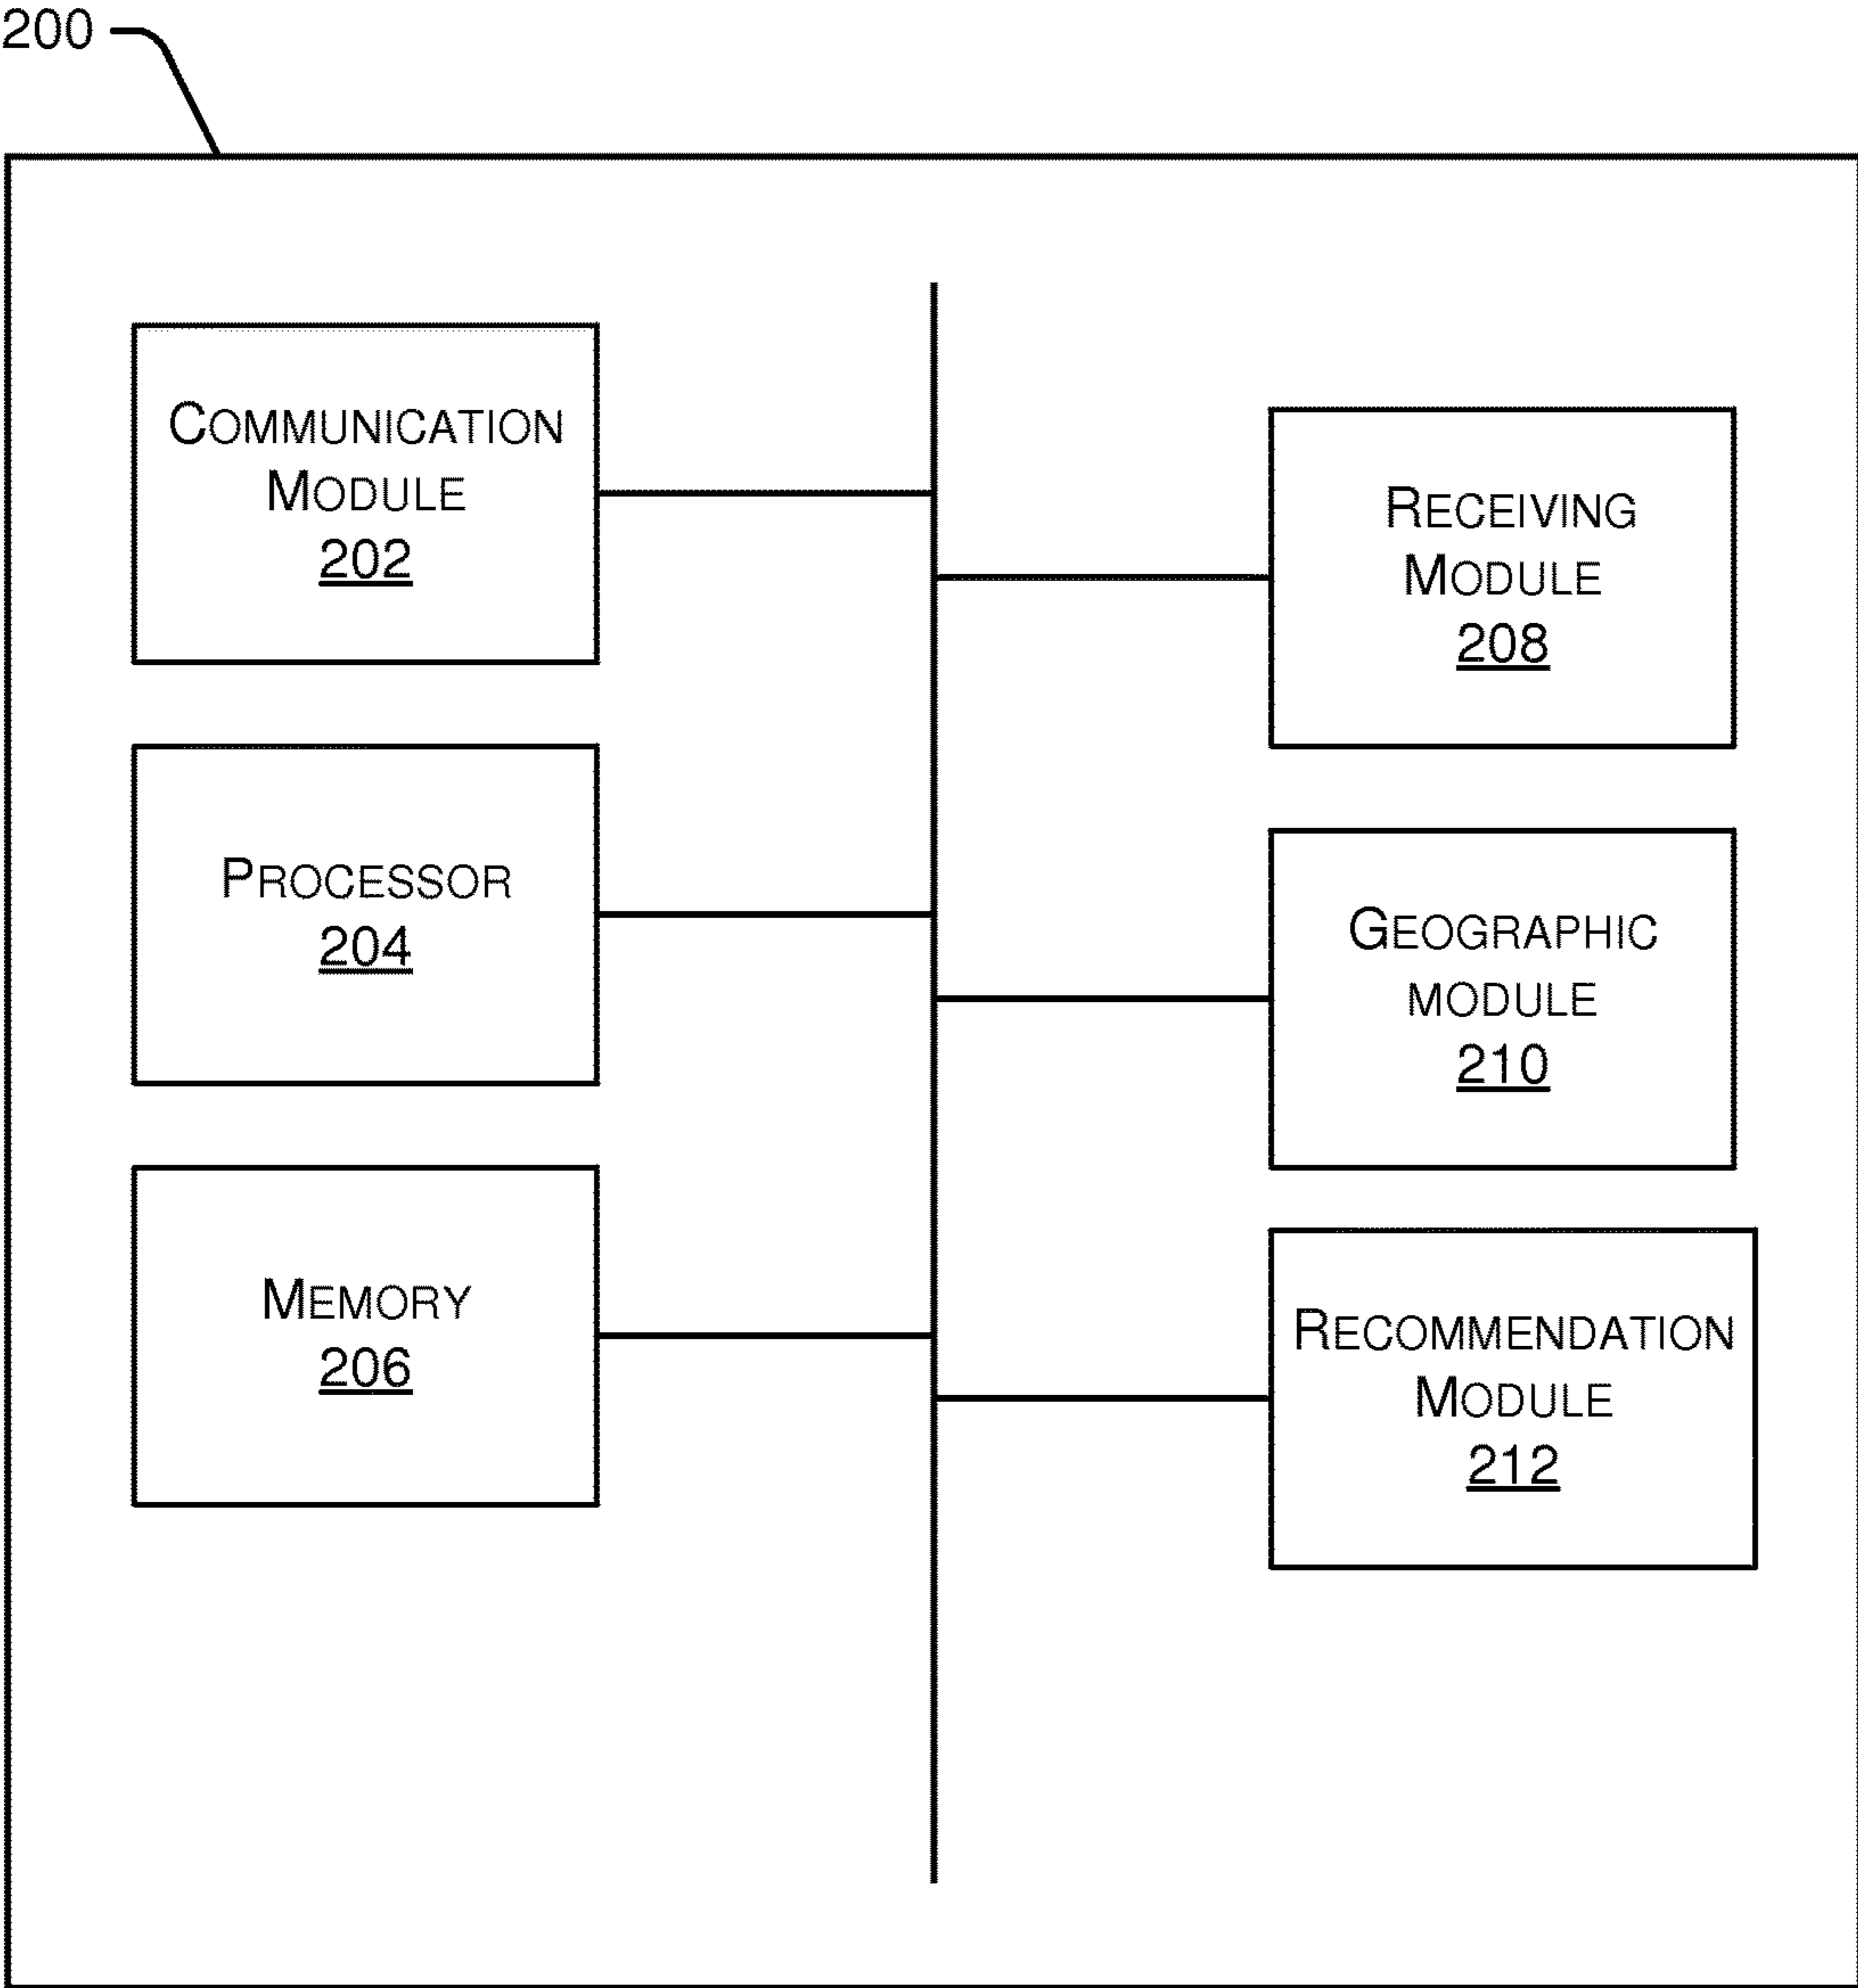 200
COMMUNICATION
MODULE
202
PROCESSOR
204
MEMORY
206
RECEIVING
MODULE
208
GEOGRAPHIC
MODULE
210
RECOMMENDATION
MODULE
212